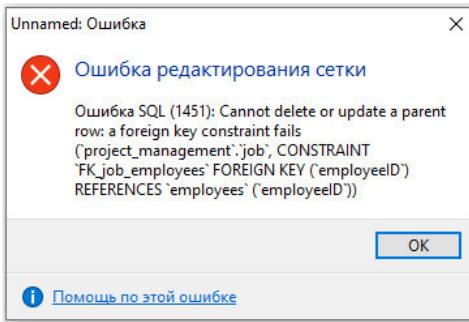 Unnamed: Ошибка
Ошибка редактирования сетки
Ошибка SQL (1451): Cannot delete or update a parent
row: a foreign key constraint fails
(`project_management`.`job`, CONSTRAINT
`FK_job_employees` FOREIGN KEY (`employeeID`)
REFERENCES `employees` (`employeeID`))
OK
Помощь по этой ошибке